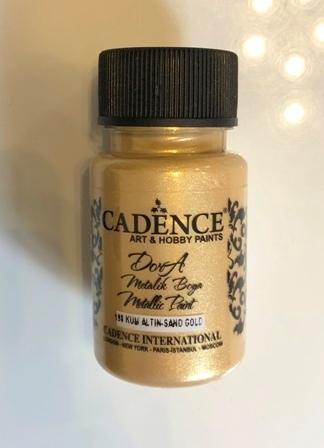 CADENCE
ART & HOBBY PAINTS
DorA
Metalik Boya
Metallic Paint
KUM ALTIN-SAND GOLD
CADENCE INTERNATIONAL
LONDON - NEW YORK - PARIS-İSTANBUL - MOSCOW